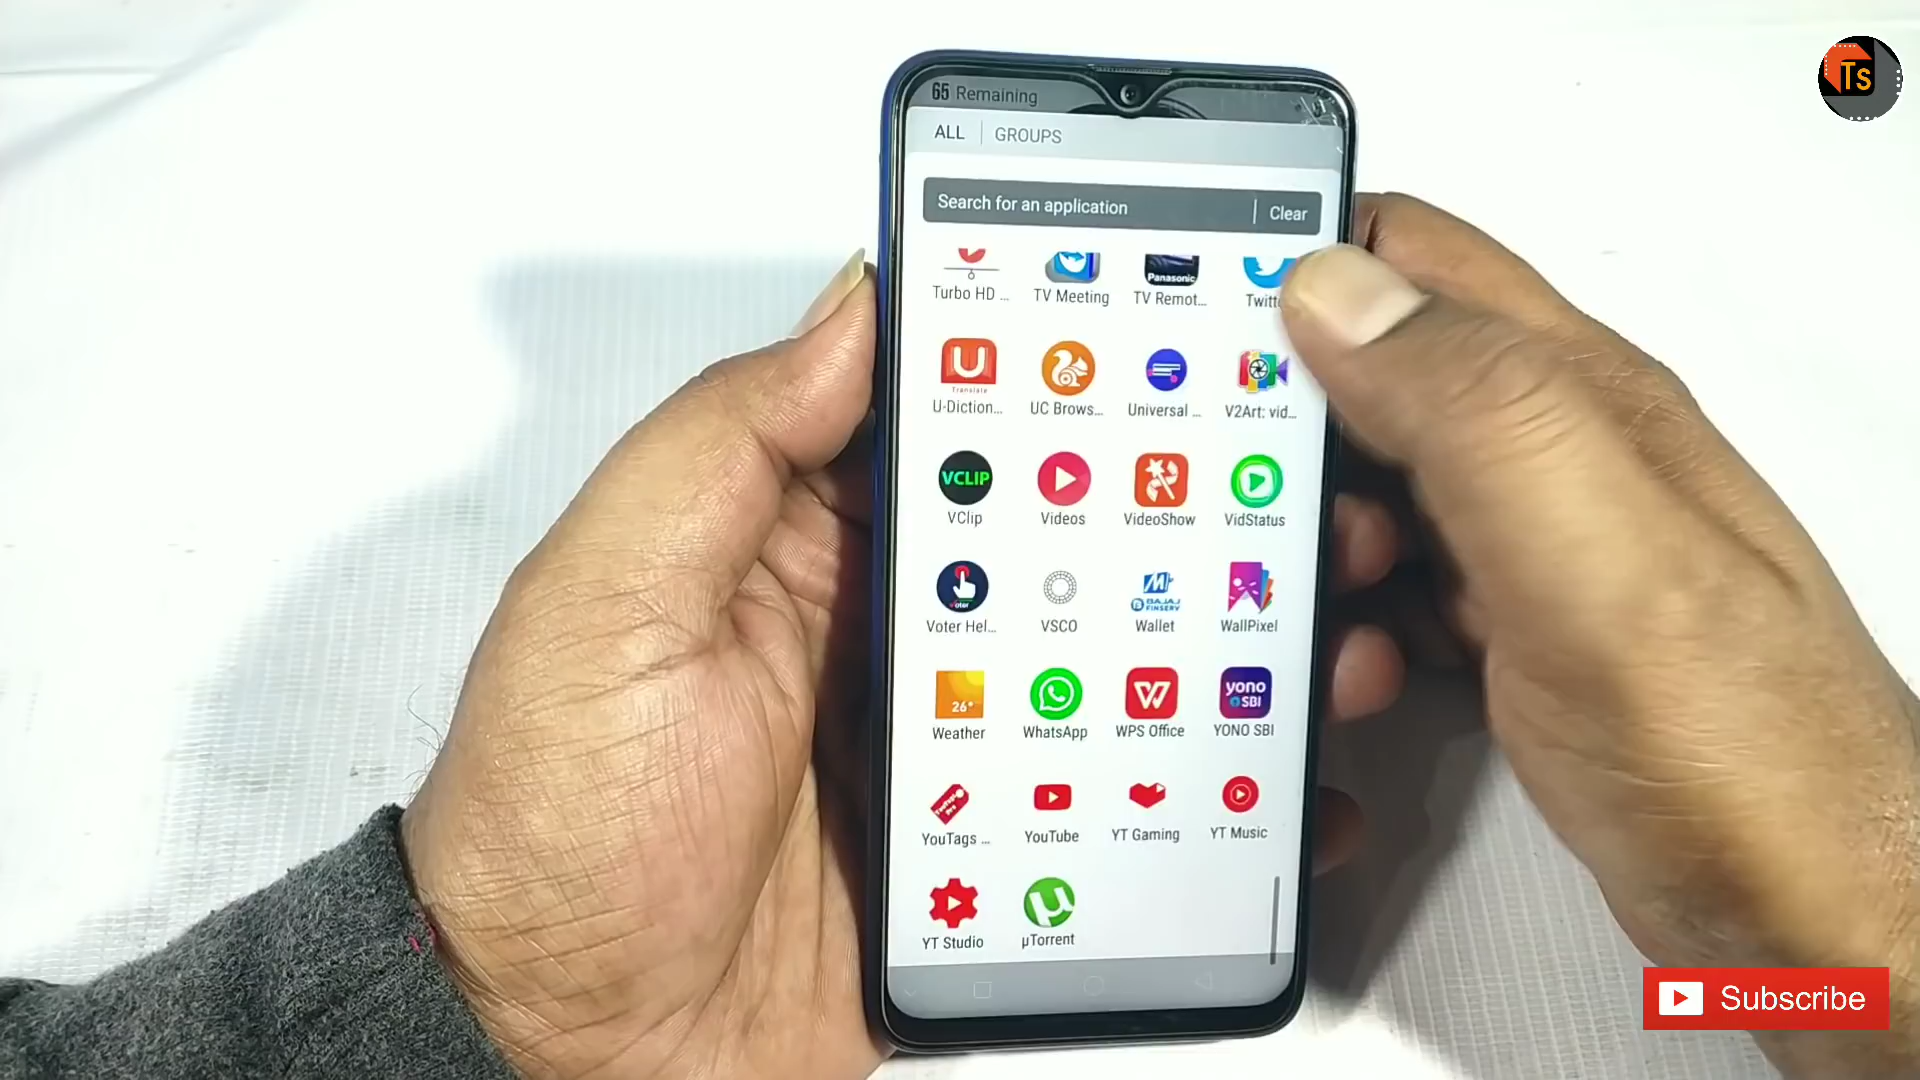 65 Remaining
ALL | GROUPS
Search for an application | Clear
Turbo HD ...
TV Meeting
Panasonic
TV Remot...
Translate
U-Diction...
UC Brows...
Universal ...
V2Art: vid...
VCLIP
VClip
Videos
VideoShow
VidStatus
Voter Hel...
VSCO
BAJAJ
FINSERV
Wallet
WallPixel
26°
Weather
WhatsApp
WPS Office
yono
SBI
YONO SBI
YouTags ...
YouTube
YT Gaming
YT Music
YT Studio
µTorrent
Ts
Subscribe